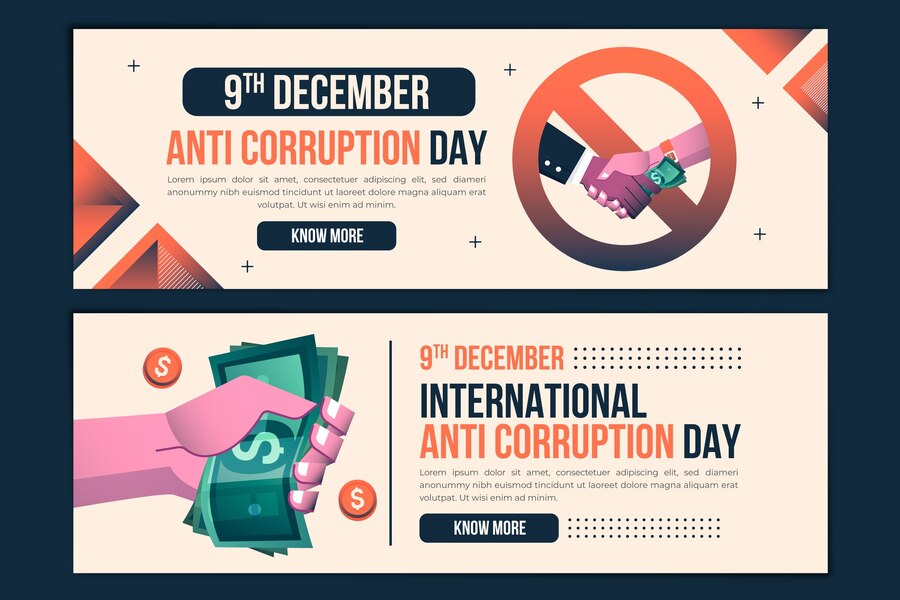 9TH DECEMBER
ANTI CORRUPTION DAY
Lorem ipsum dolor sit amet, consectetuer adipiscing elit, sed diameri
anonummy nibh euismod tincidunt ut laoreet dolore magna aliquam erat
volutpat. Ut wisi enim ad minim.
KNOW MORE
$
$
$
$
9TH DECEMBER
INTERNATIONAL
ANTI CORRUPTION DAY
Lorem ipsum dolor sit amet, consectetuer adipiscing elit, sed diameri
anonummy nibh euismod tincidunt ut laoreet dolore magna aliquam erat
volutpat. Ut wisi enim ad minim.
KNOW MORE